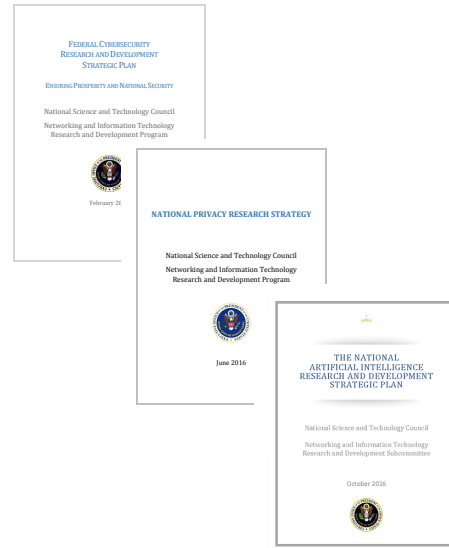 FEDERAL CYBERSECURITY
RESEARCH AND DEVELOPMENT
STRATEGIC PLAN
ENSURING PROSPERITY AND NATIONAL SECURITY
National Science and Technology Council
Networking and Information Technology
Research and Development Program
February 20
NATIONAL PRIVACY RESEARCH STRATEGY
National Science and Technology Council
Networking and Information Technology
Research and Development Program
June 2016
THE NATIONAL
ARTIFICIAL INTELLIGENCE
RESEARCH AND DEVELOPMENT
STRATEGIC PLAN
National Science and Technology Council
Networking and Information Technology
Research and Development Subcommittee
October 2016